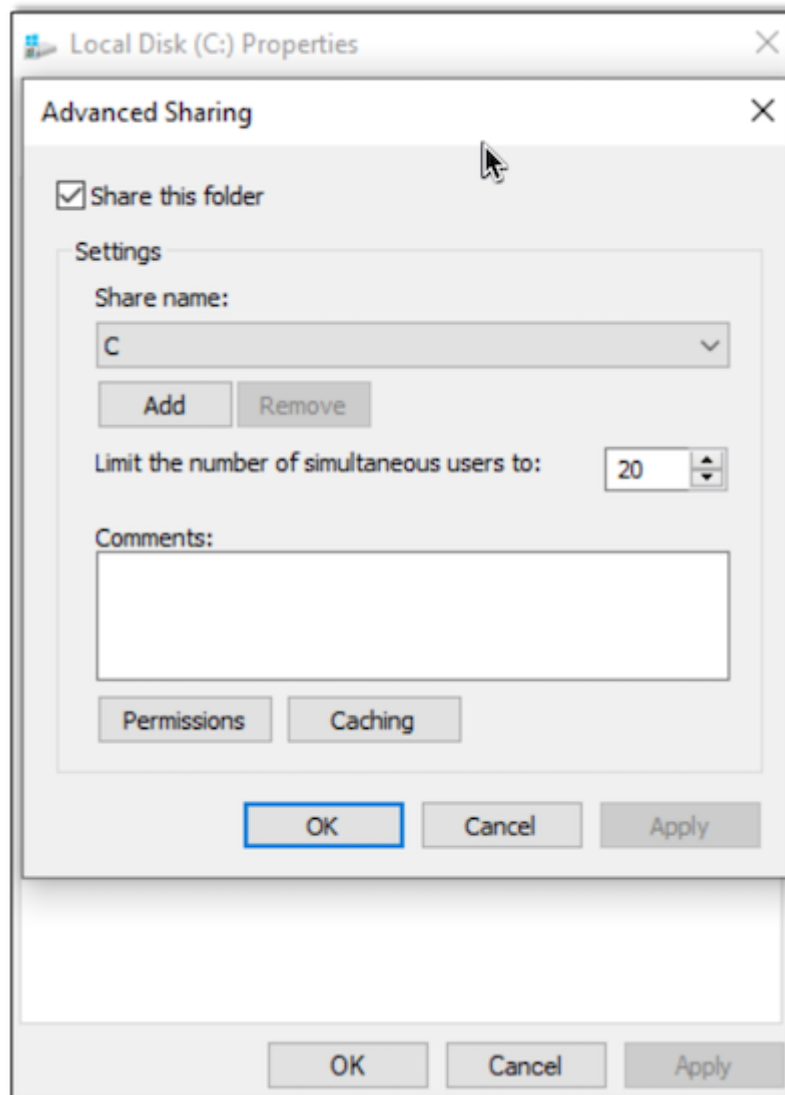 Local Disk (C:) Properties
Advanced Sharing
Share this folder
Settings
Share name:
C
Add Remove
Limit the number of simultaneous users to: 20
Comments:
Permissions Caching
OK Cancel Apply
OK Cancel Apply